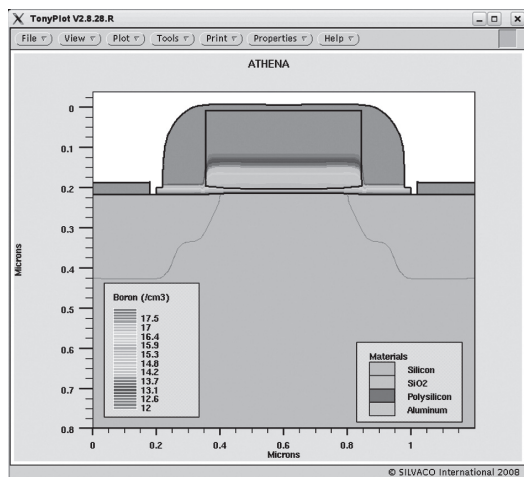 TonyPlot V2.8.28.R
File View Plot Tools Print Properties Help
ATHENA
0
0.1
0.2
0.3
0.4
0.5
0.6
0.7
0.8
Microns
Boron (/cm3)
17.5
17
16.4
15.9
15.3
14.8
14.2
13.7
13.1
12.6
12
Materials
Silicon
SiO2
Polysilicon
Aluminum
0 0.2 0.4 0.6 0.8 1
Microns
© SILVACO International 2008